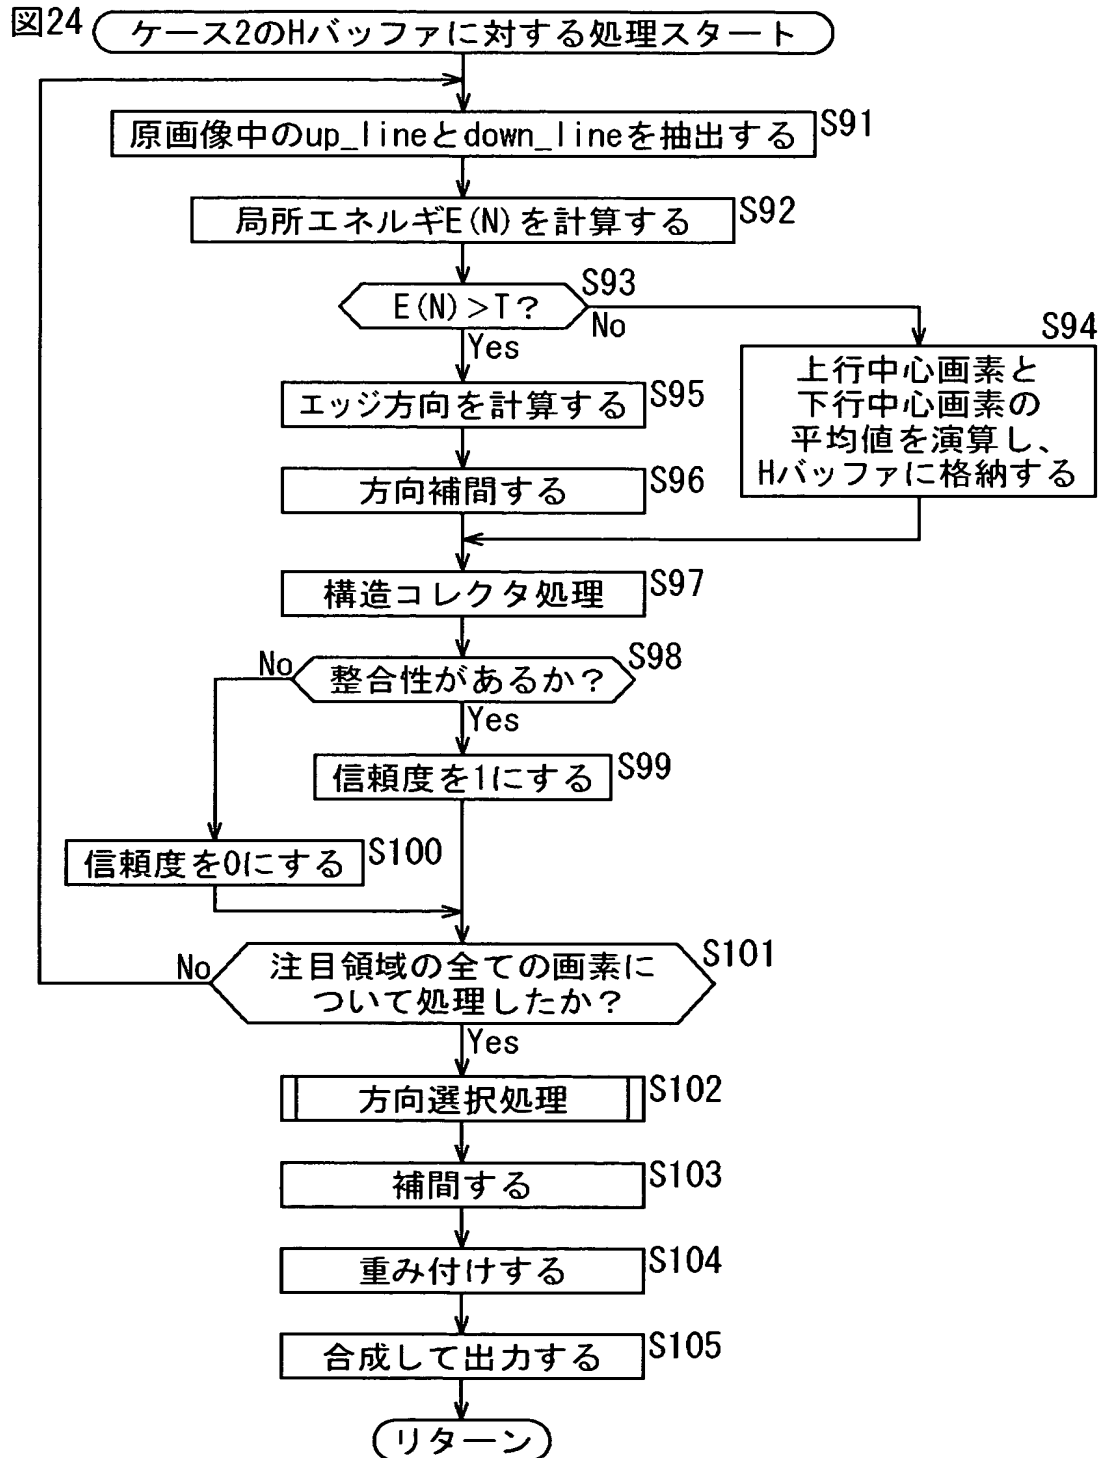 図24
ケース2のHバッファに対する処理スタート
原画像中のup_lineとdown_lineを抽出する
S91
局所エネルギE(N)を計算する
S92
E(N)>T?
S93
No
Yes
S94
上行中心画素と
下行中心画素の
平均値を演算し、
Hバッファに格納する
エッジ方向を計算する
S95
方向補間する
S96
構造コレクタ処理
S97
整合性があるか?
S98
No
Yes
信頼度を1にする
S99
信頼度を0にする
S100
注目領域の全ての画素に
ついて処理したか?
S101
No
Yes
方向選択処理
S102
補間する
S103
重み付けする
S104
合成して出力する
S105
リターン